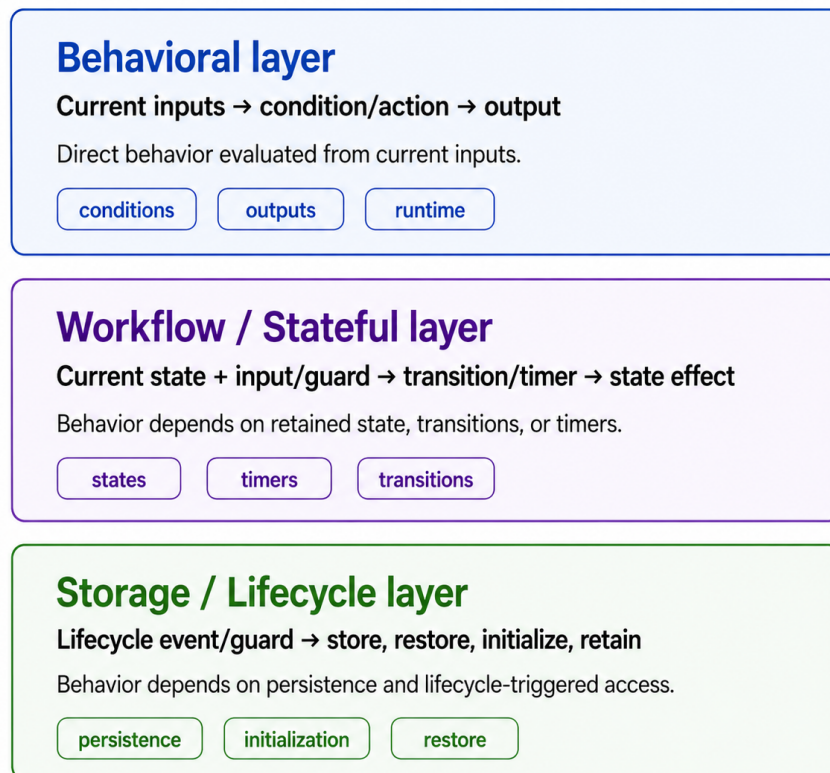 Behavioral layer
Current inputs → condition/action → output
Direct behavior evaluated from current inputs.
conditions outputs runtime
Workflow / Stateful layer
Current state + input/guard → transition/timer → state effect
Behavior depends on retained state, transitions, or timers.
states timers transitions
Storage / Lifecycle layer
Lifecycle event/guard → store, restore, initialize, retain
Behavior depends on persistence and lifecycle-triggered access.
persistence initialization restore